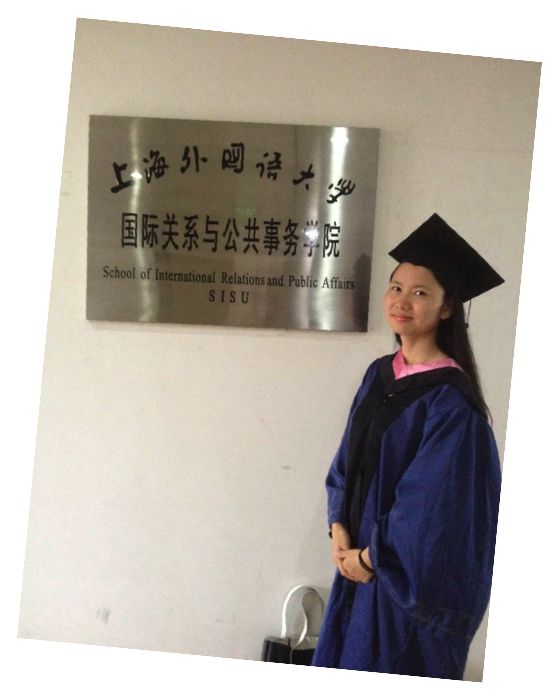 上海外国语大学
国际关系与公共事务学院
School of International Relations and Public Affairs
SISU